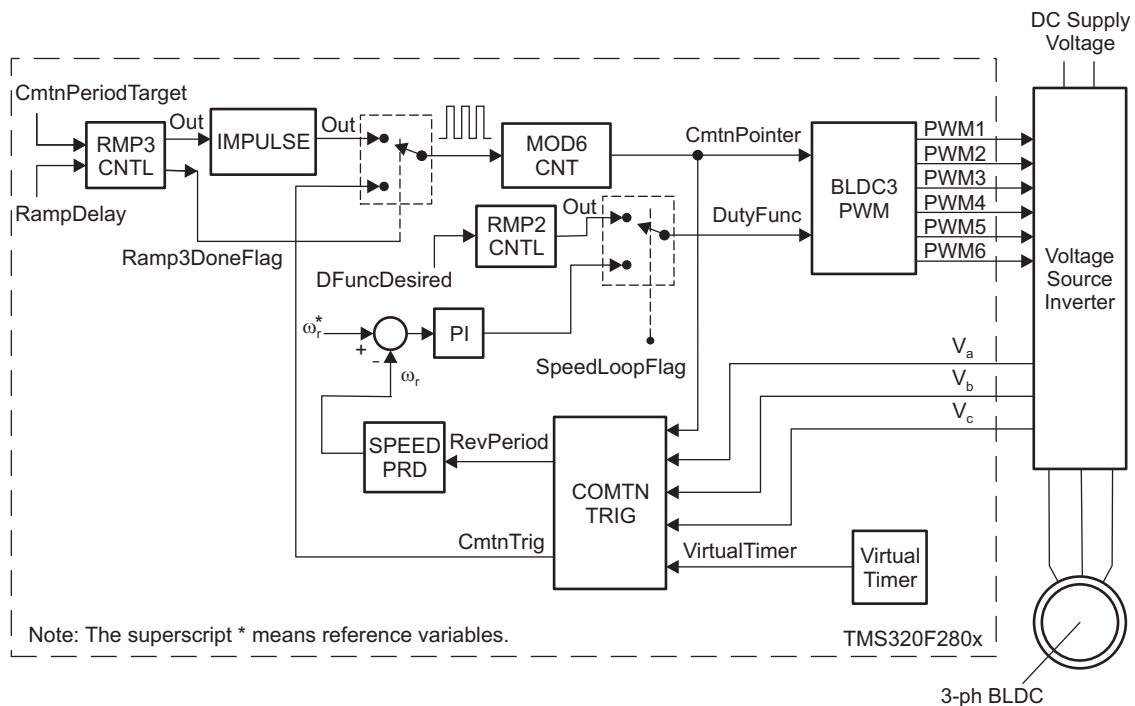 DC Supply
Voltage
CmtnPeriodTarget
RMP3
CNTL
Out
IMPULSE
Out
RampDelay
Ramp3DoneFlag
MOD6
CNT
CmtnPointer
BLDC3
PWM
PWM1
PWM2
PWM3
PWM4
PWM5
PWM6
Voltage
Source
Inverter
RMP2
CNTL
Out
DutyFunc
DFuncDesired
ωr*
+
-
ωr
PI
SpeedLoopFlag
Va
Vb
Vc
SPEED
PRD
RevPeriod
COMTN
TRIG
CmtnTrig
VirtualTimer
Virtual
Timer
Note: The superscript * means reference variables.
TMS320F280x
3-ph BLDC